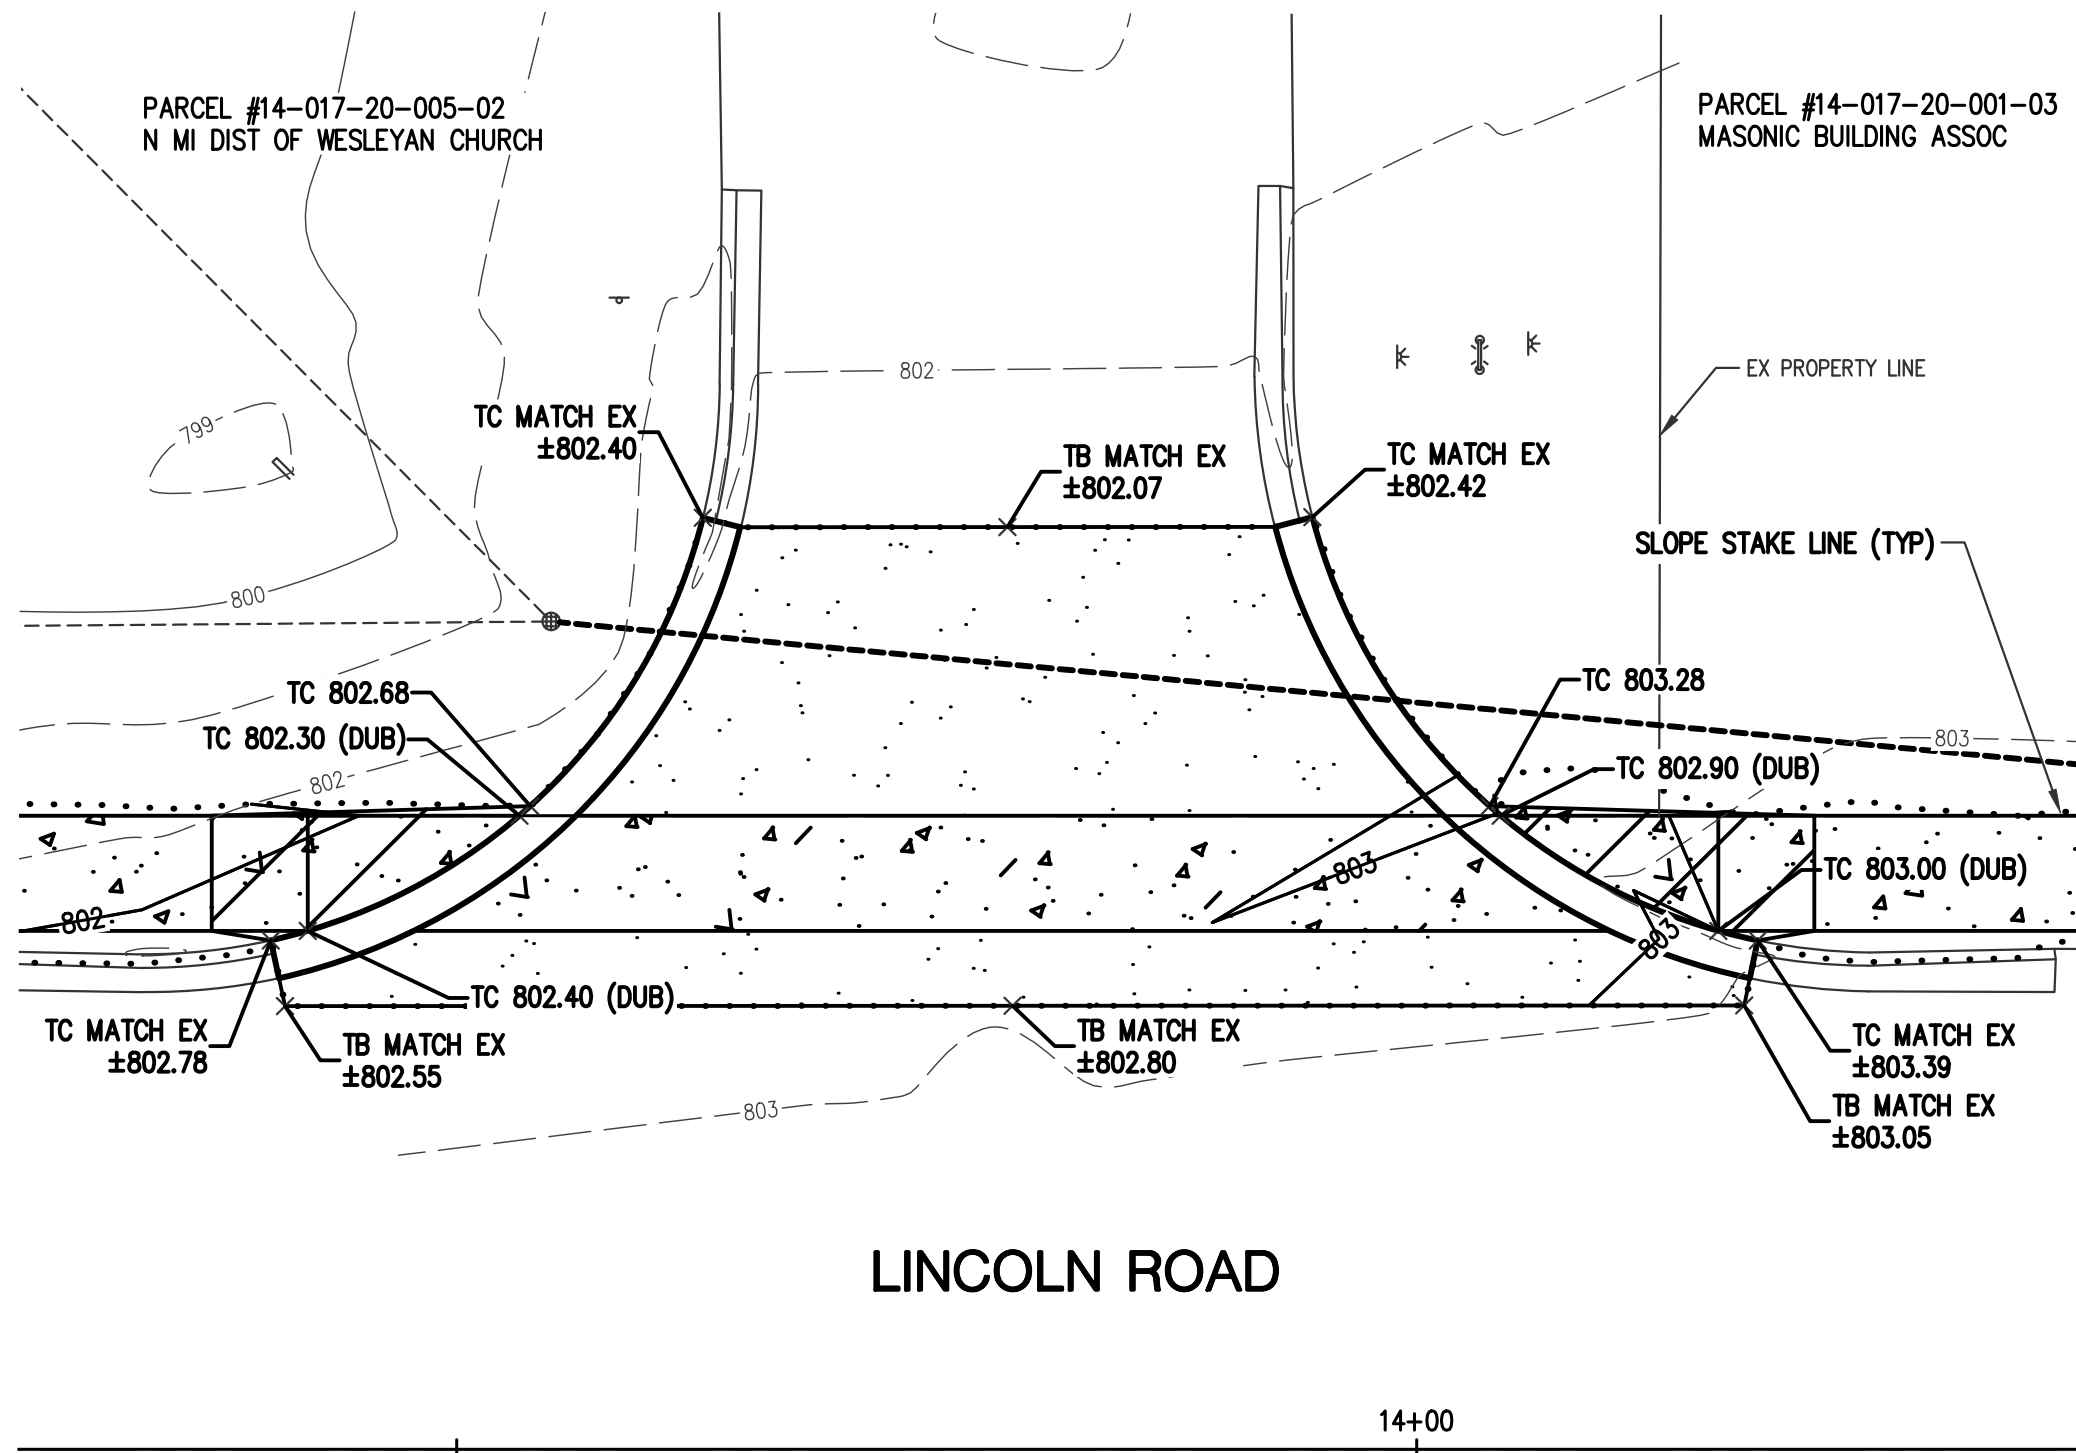 PARCEL #14-017-20-005-02
N MI DIST OF WESLEYAN CHURCH
PARCEL #14-017-20-001-03
MASONIC BUILDING ASSOC
802
EX PROPERTY LINE
799
TC MATCH EX
±802.40
TB MATCH EX
±802.07
TC MATCH EX
±802.42
SLOPE STAKE LINE (TYP)
800
TC 802.68
TC 803.28
TC 802.30 (DUB)
803
TC 802.90 (DUB)
802
803
TC 803.00 (DUB)
802
803
TC 802.40 (DUB)
TC MATCH EX
±802.78
TB MATCH EX
±802.55
TB MATCH EX
±802.80
TC MATCH EX
±803.39
803
TB MATCH EX
±803.05
LINCOLN ROAD
14+00